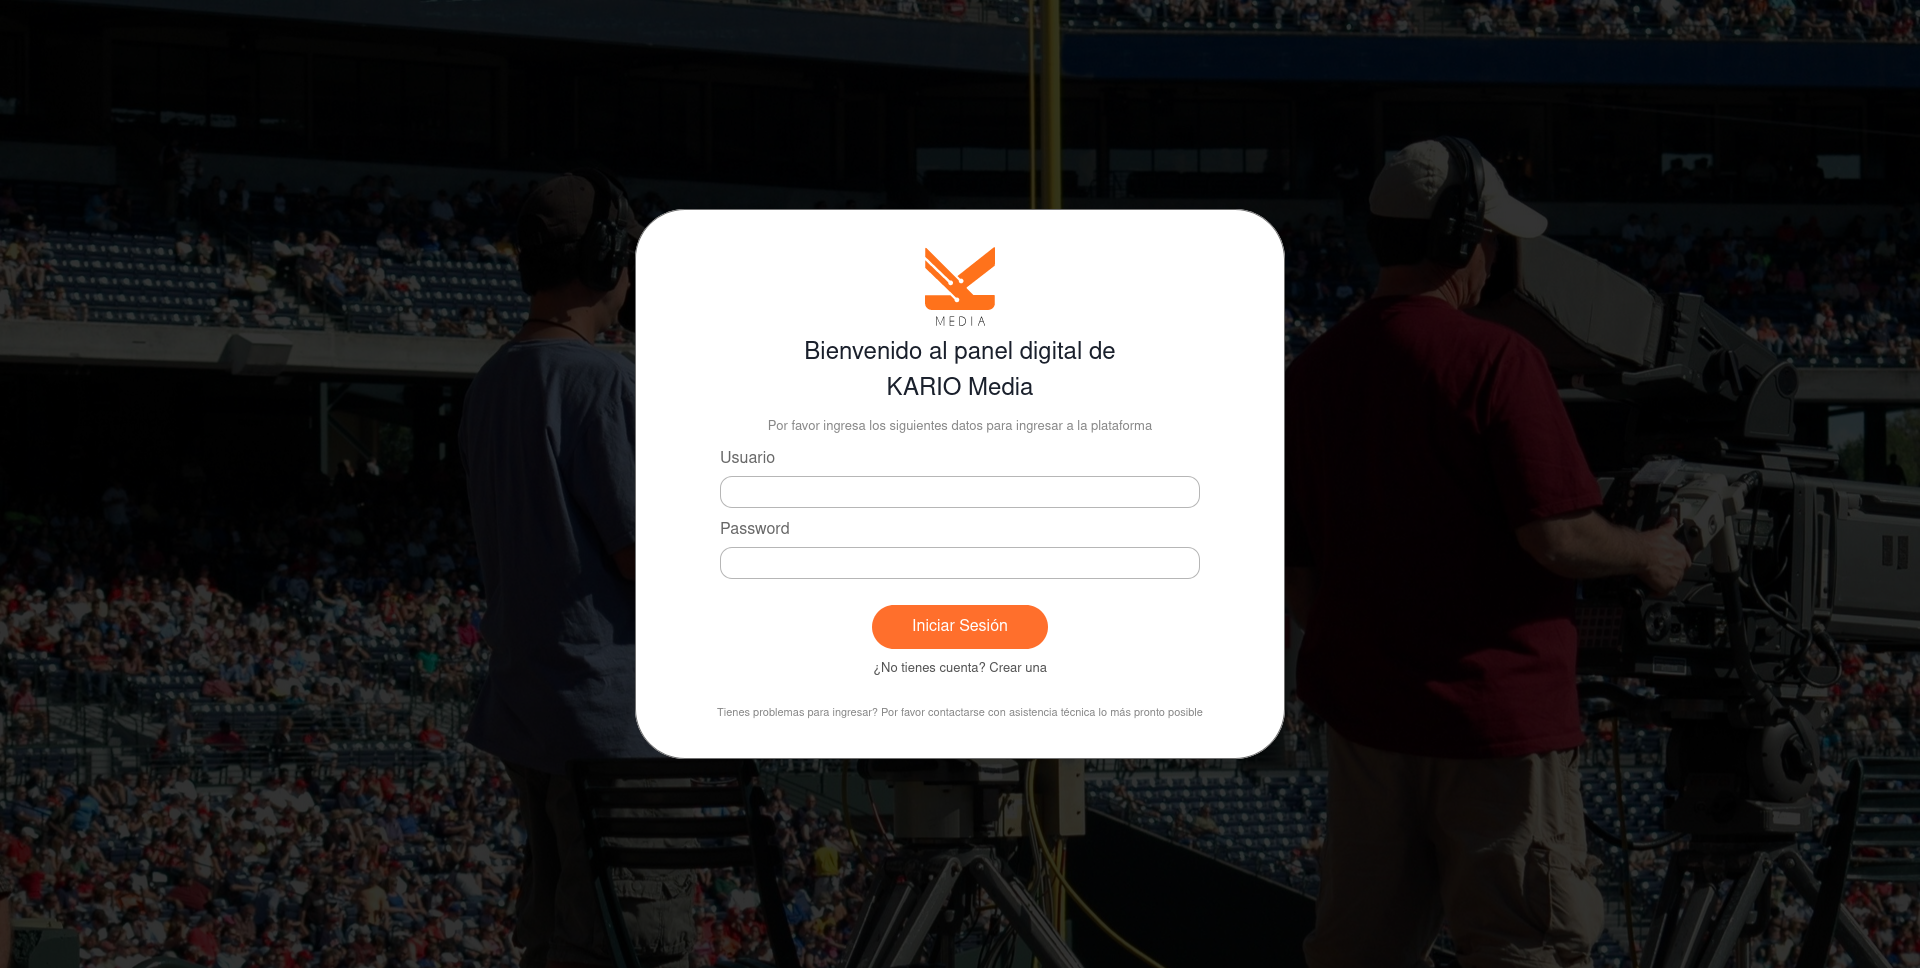 MEDIA
Bienvenido al panel digital de
KARIO Media
Por favor ingresa los siguientes datos para ingresar a la plataforma
Usuario
Password
Iniciar Sesión
¿No tienes cuenta? Crear una
Tienes problemas para ingresar? Por favor contactarse con asistencia técnica lo más pronto posible